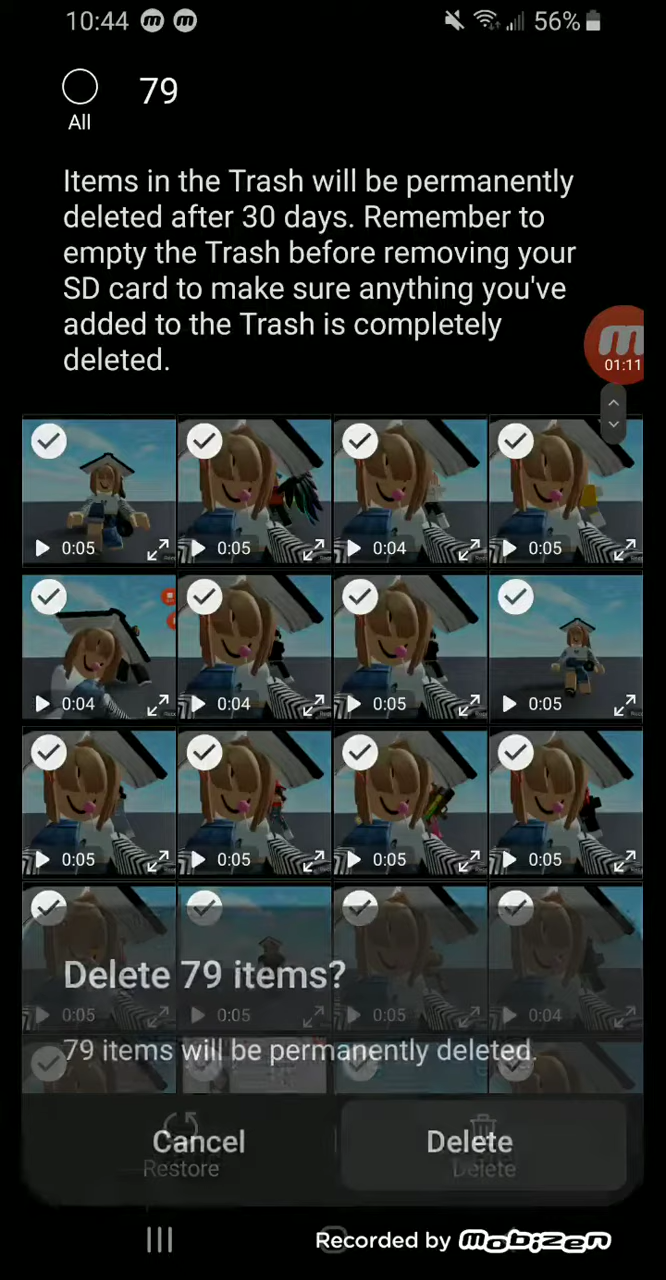 10:44
56%
79
All
Items in the Trash will be permanently
deleted after 30 days. Remember to
empty the Trash before removing your
SD card to make sure anything you've
added to the Trash is completely
deleted.
m
01:11
0:05 0:05 0:04 0:05
0:04 0:04 0:05 0:05
0:05 0:05 0:05 0:05
Delete 79 items?
0:05 0:05 0:05 0:04
79 items will be permanently deleted.
Cancel Delete
Restore Delete
Recorded by mobizen